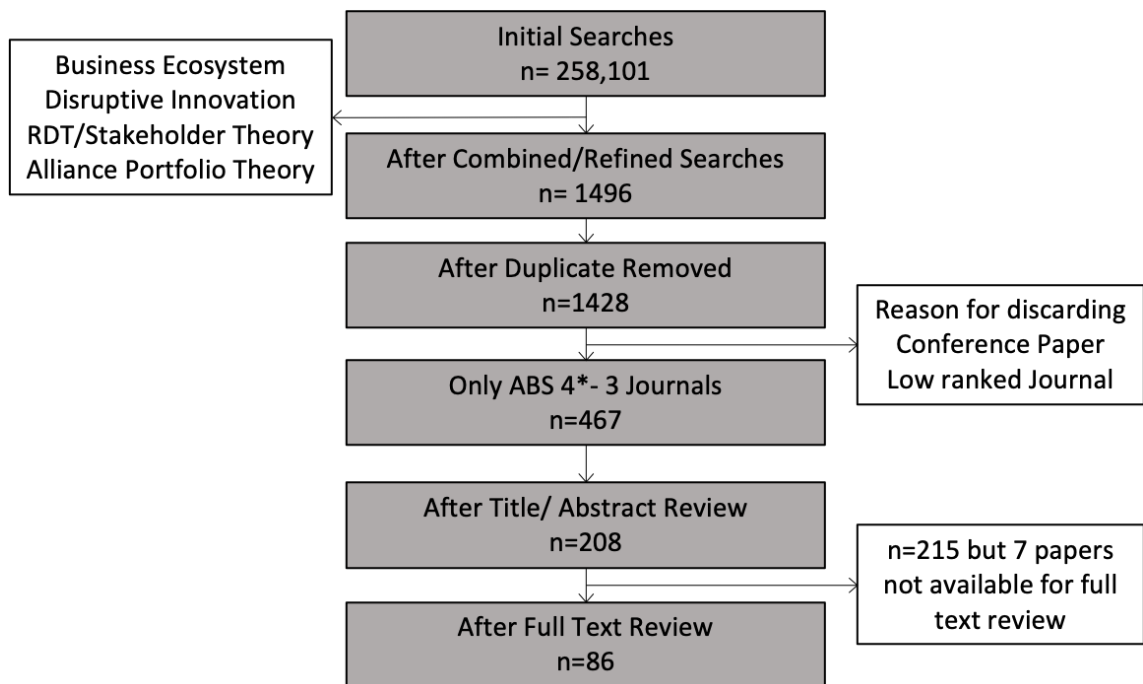 Initial Searches
n= 258,101
Business Ecosystem
Disruptive Innovation
RDT/Stakeholder Theory
Alliance Portfolio Theory
After Combined/Refined Searches
n= 1496
After Duplicate Removed
n=1428
Reason for discarding
Conference Paper
Low ranked Journal
Only ABS 4*- 3 Journals
n=467
After Title/ Abstract Review
n=208
n=215 but 7 papers
not available for full
text review
After Full Text Review
n=86